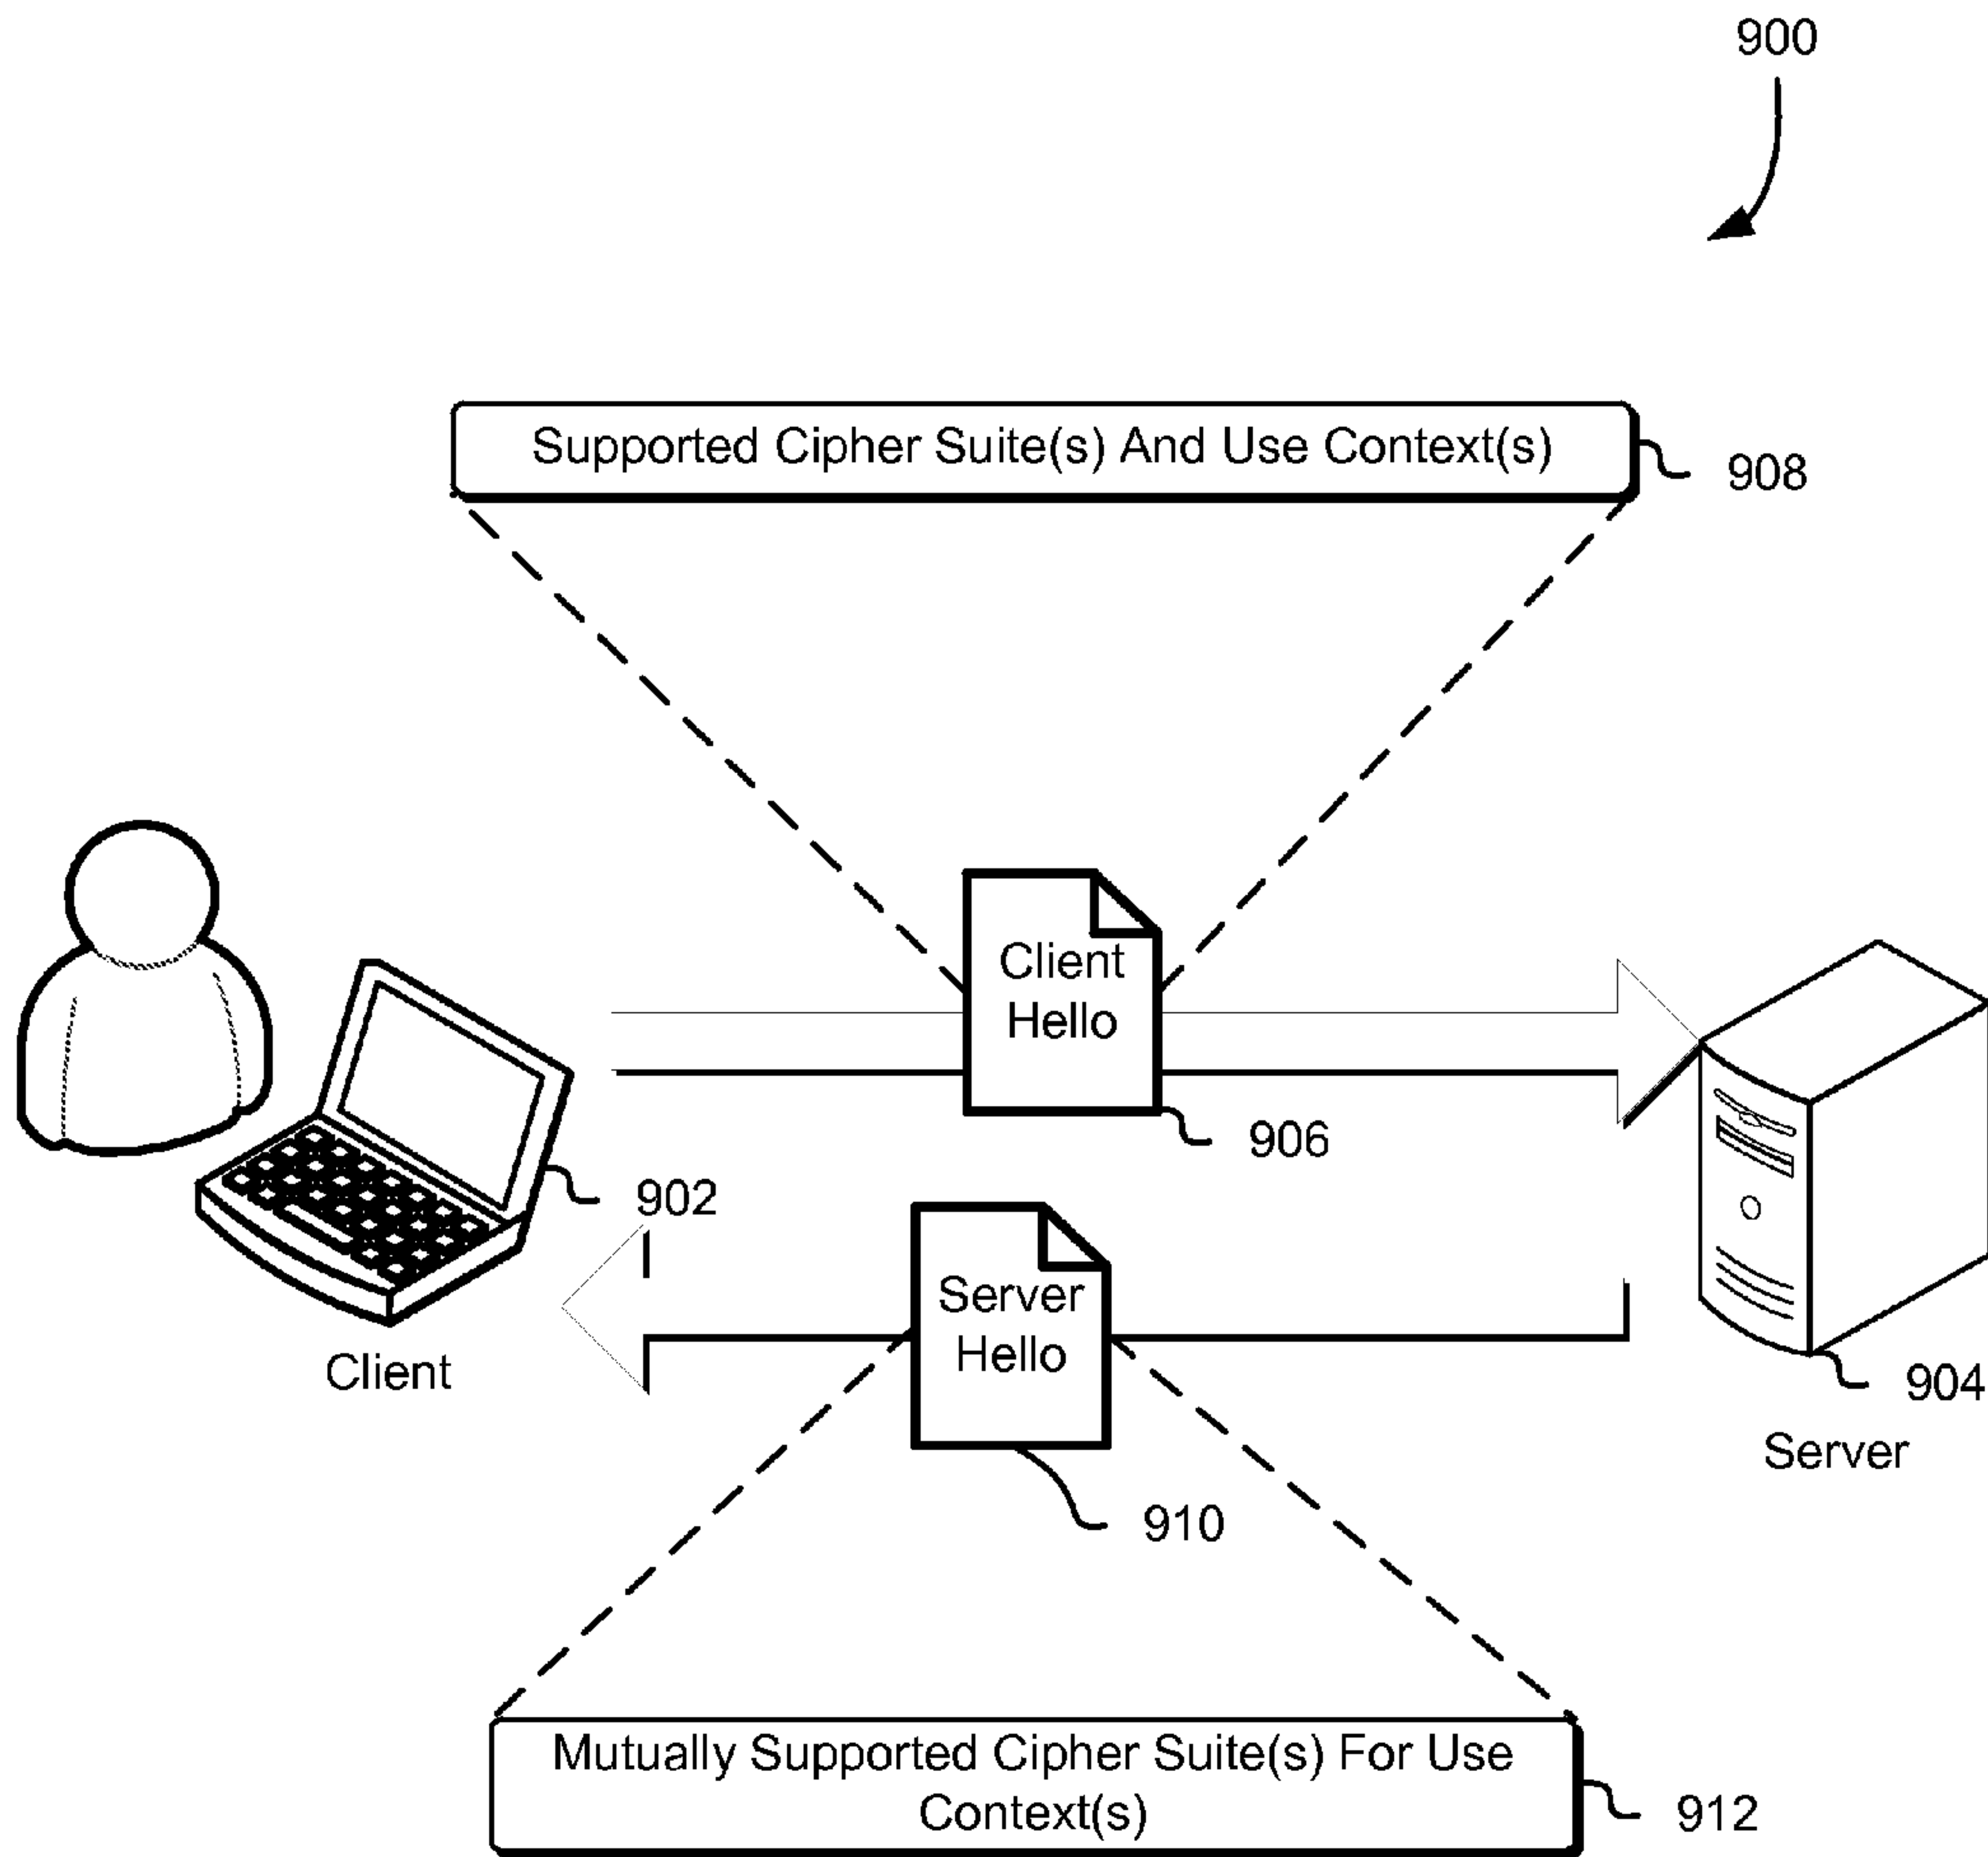 900
Supported Cipher Suite(s) And Use Context(s)
908
Client
Hello
906
902
Server
Hello
Client
904
Server
910
Mutually Supported Cipher Suite(s) For Use
Context(s)
912